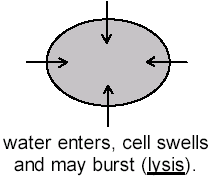 water enters, cell swells
and may burst (lysis).